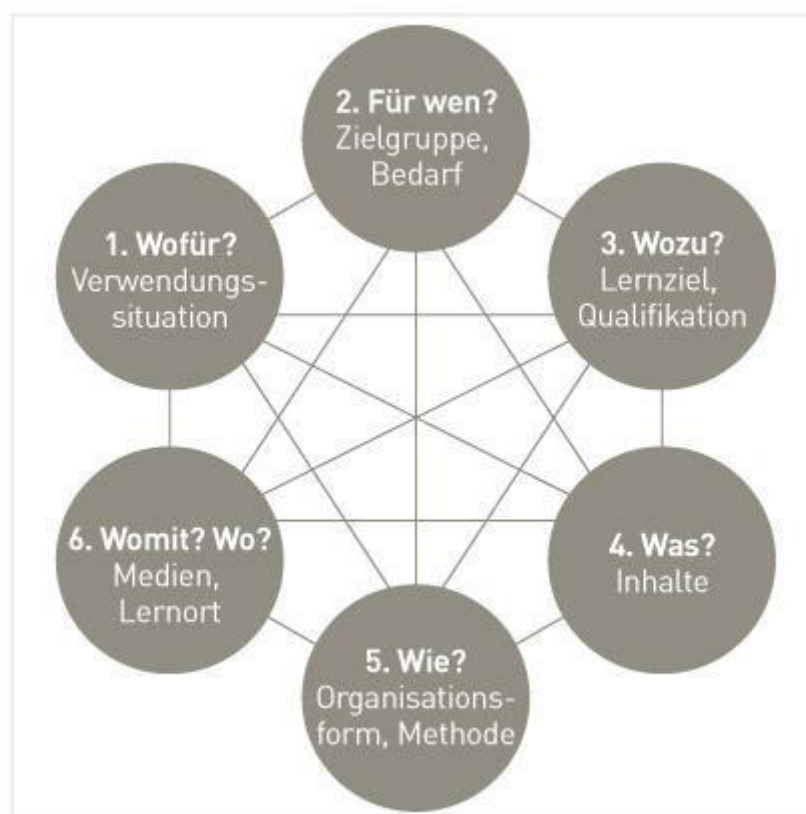 1. Wofür?
Verwendungs-
situation
2. Für wen?
Zielgruppe,
Bedarf
3. Wozu?
Lernziel,
Qualifikation
4. Was?
Inhalte
5. Wie?
Organisations-
form, Methode
6. Womit? Wo?
Medien,
Lernort